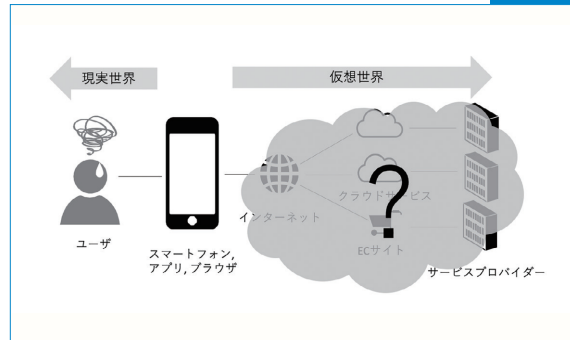 現実世界
仮想世界
クラウドサービス
インターネット
ECサイト
ユーザ
スマートフォン,
アプリ, ブラウザ
サービスプロバイダー
?